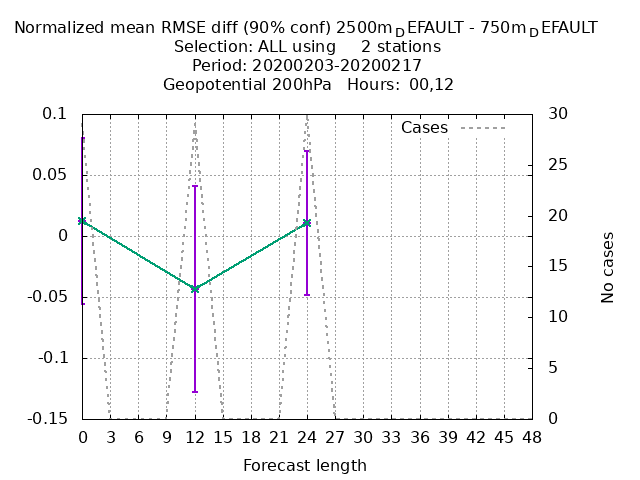 Normalized mean RMSE diff (90% conf) 2500m_DEFAULT - 750m_DEFAULT
Selection: ALL using     2 stations
Period: 20200203-20200217
Geopotential 200hPa   Hours: 00,12
Cases
0.1
0.05
0
-0.05
-0.1
-0.15
30
25
20
15
10
5
0
No cases
0 3 6 9 12 15 18 21 24 27 30 33 36 39 42 45 48
Forecast length